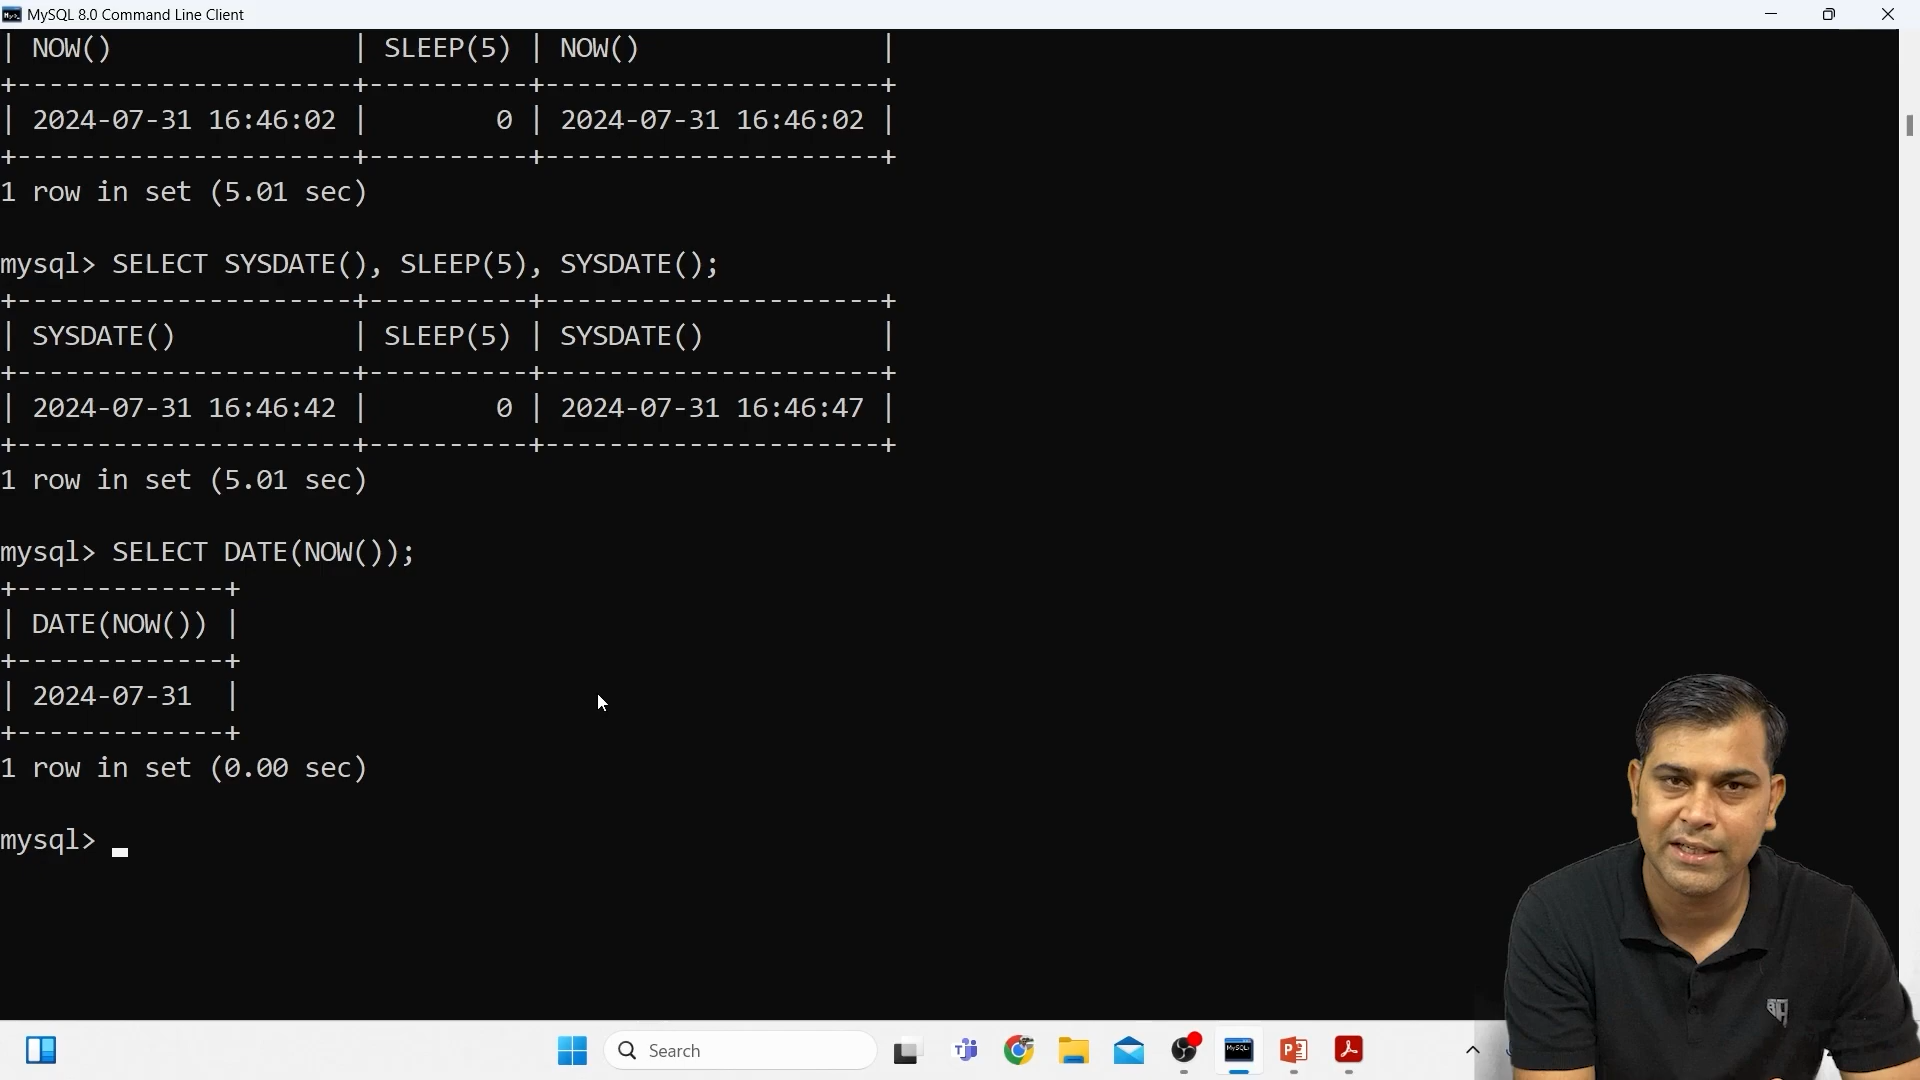 MySQL 8.0 Command Line Client
| NOW()               | SLEEP(5) | NOW()               |
+---------------------+----------+---------------------+
| 2024-07-31 16:46:02 |        0 | 2024-07-31 16:46:02 |
+---------------------+----------+---------------------+
1 row in set (5.01 sec)
mysql> SELECT SYSDATE(), SLEEP(5), SYSDATE();
+---------------------+----------+---------------------+
| SYSDATE()           | SLEEP(5) | SYSDATE()           |
+---------------------+----------+---------------------+
| 2024-07-31 16:46:42 |        0 | 2024-07-31 16:46:47 |
+---------------------+----------+---------------------+
1 row in set (5.01 sec)
mysql> SELECT DATE(NOW());
+-------------+
| DATE(NOW()) |
+-------------+
| 2024-07-31  |
+-------------+
1 row in set (0.00 sec)
mysql>
Search